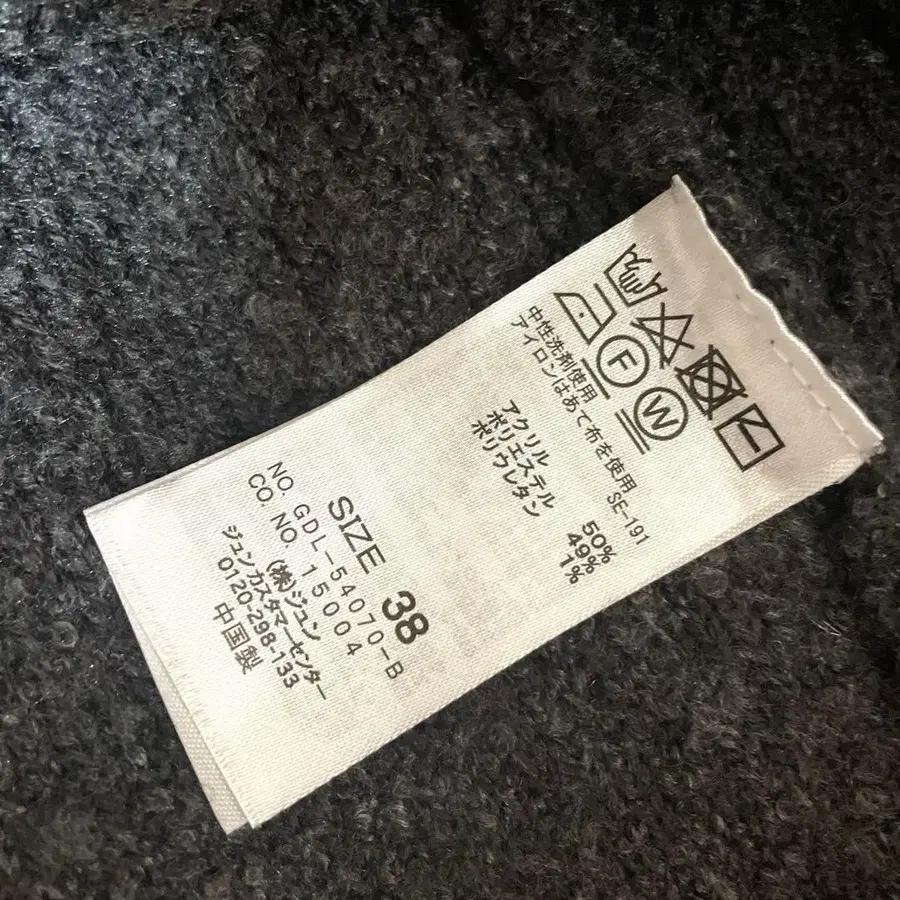 F W
中性洗剤使用
アイロンはあて布を使用 SE-191
アクリル 50%
ポリエステル 49%
ポリウレタン 1%
SIZE 38
NO. GDL-54070-B
CO. NO. 15004
(株)ジュン
ジュン カスタマーセンター
0120-298-133
中国製